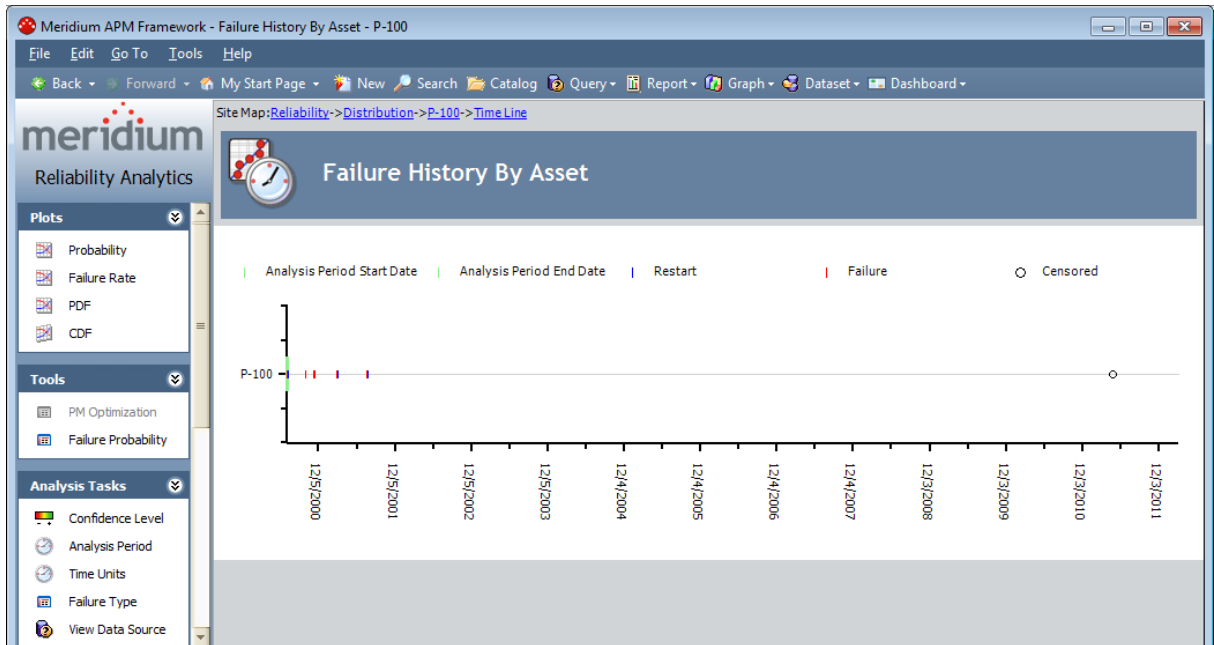 Meridium APM Framework - Failure History By Asset - P-100
File Edit Go To Tools Help
Back Forward My Start Page New Search Catalog Query Report Graph Dataset Dashboard
meridium
Reliability Analytics
Plots
Probability
Failure Rate
PDF
CDF
Tools
PM Optimization
Failure Probability
Analysis Tasks
Confidence Level
Analysis Period
Time Units
Failure Type
View Data Source
Site Map:Reliability->Distribution->P-100->Time Line
Failure History By Asset
Analysis Period Start Date Analysis Period End Date Restart Failure Censored
P-100
12/5/2000
12/5/2001
12/5/2002
12/5/2003
12/4/2004
12/4/2005
12/4/2006
12/4/2007
12/3/2008
12/3/2009
12/3/2010
12/3/2011